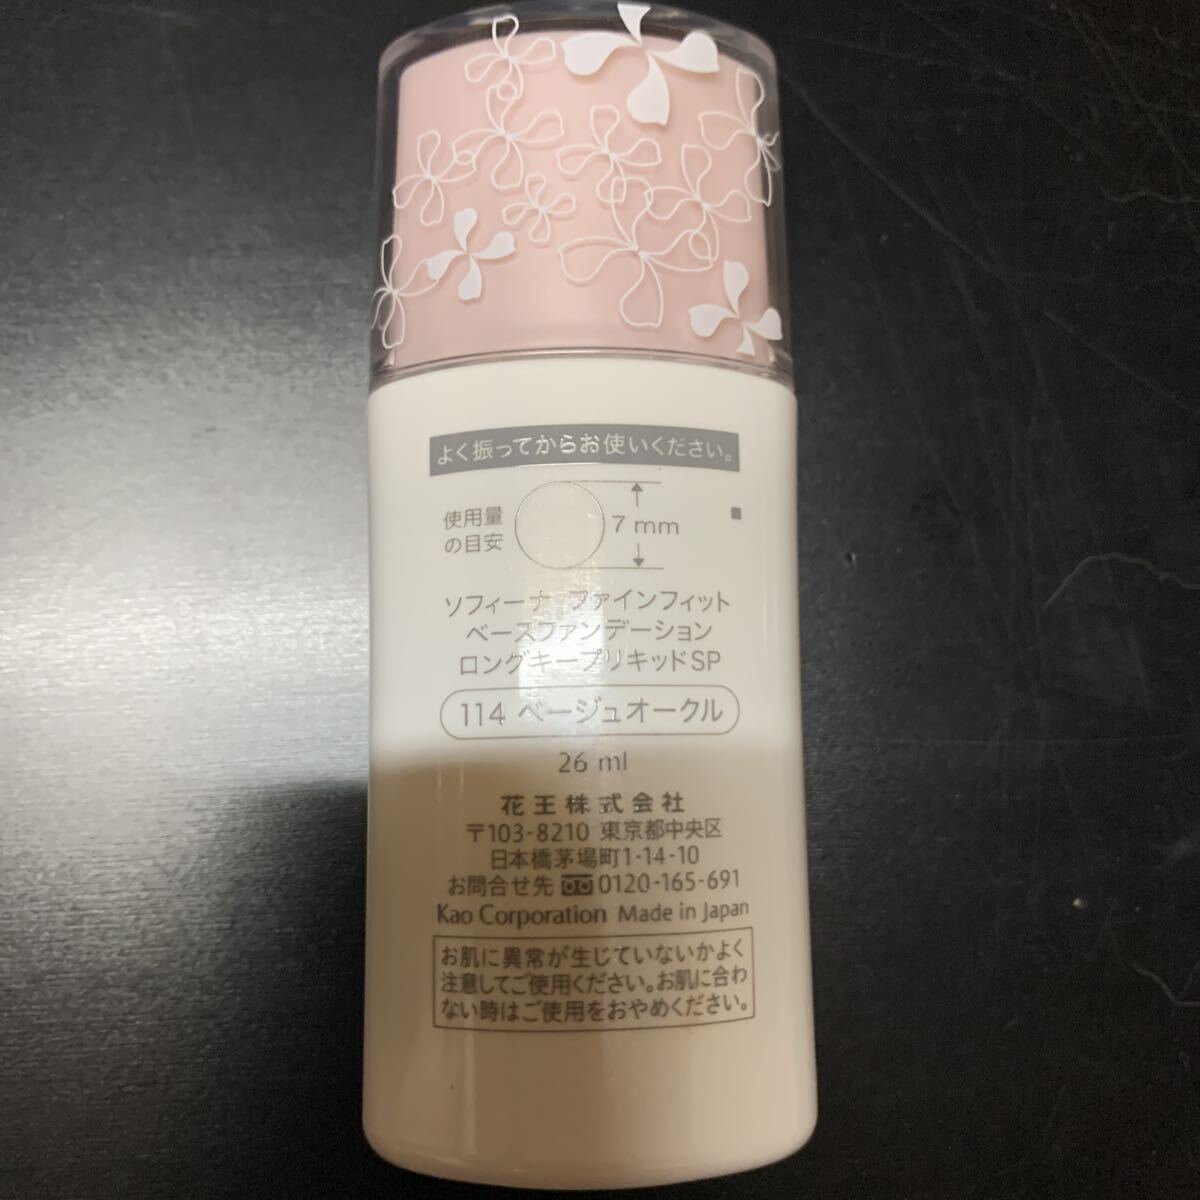 よく振ってからお使いください。
使用量
の目安
7 mm
ソフィーナ ファインフィット
ベースファンデーション
ロングキープリキッドSP
114 ベージュオークル
26 ml
花王株式会社
〒103-8210 東京都中央区
日本橋茅場町1-14-10
お問合せ先 0120-165-691
Kao Corporation Made in Japan
お肌に異常が生じていないかよく
注意してご使用ください。お肌に合わ
ない時はご使用をおやめください。